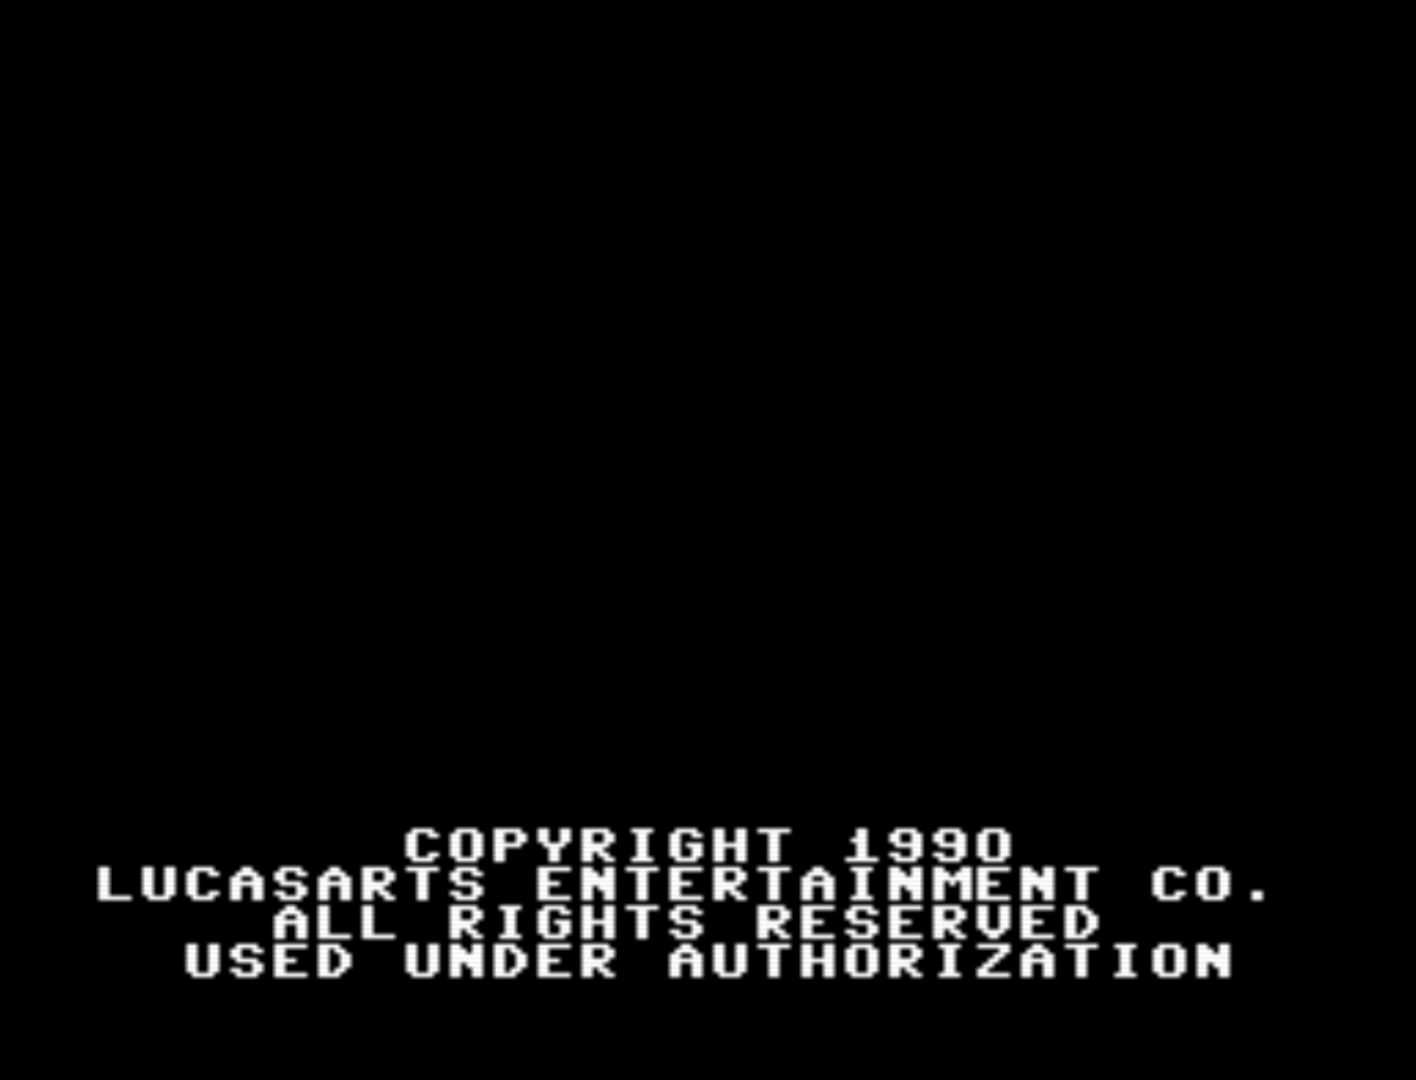 COPYRIGHT 1990
LUCASARTS ENTERTAINMENT CO.
ALL RIGHTS RESERVED
USED UNDER AUTHORIZATION